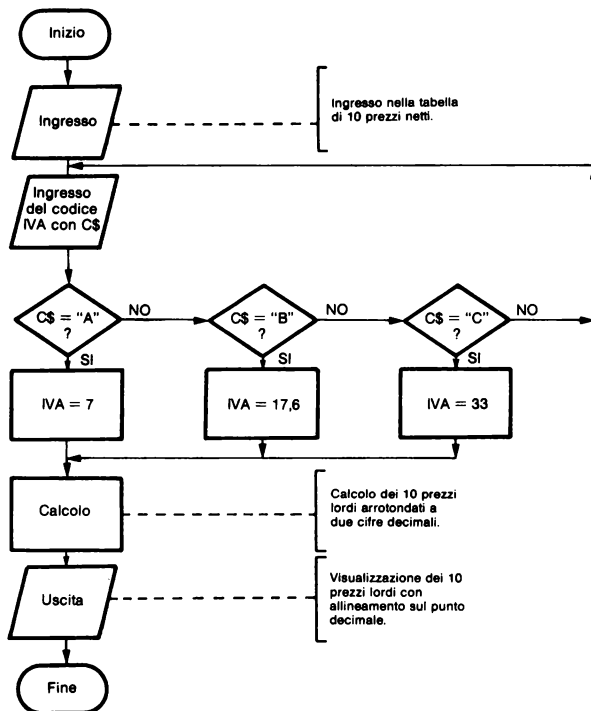 Inizio
Ingresso
Ingresso nella tabella
di 10 prezzi netti.
Ingresso
del codice
IVA con C$
C$ = "A"
?
NO
SI
C$ = "B"
?
NO
SI
C$ = "C"
?
NO
SI
IVA = 7
IVA = 17,6
IVA = 33
Calcolo
Calcolo dei 10 prezzi
lordi arrotondati a
due cifre decimali.
Uscita
Visualizzazione dei 10
prezzi lordi con
allineamento sul punto
decimale.
Fine